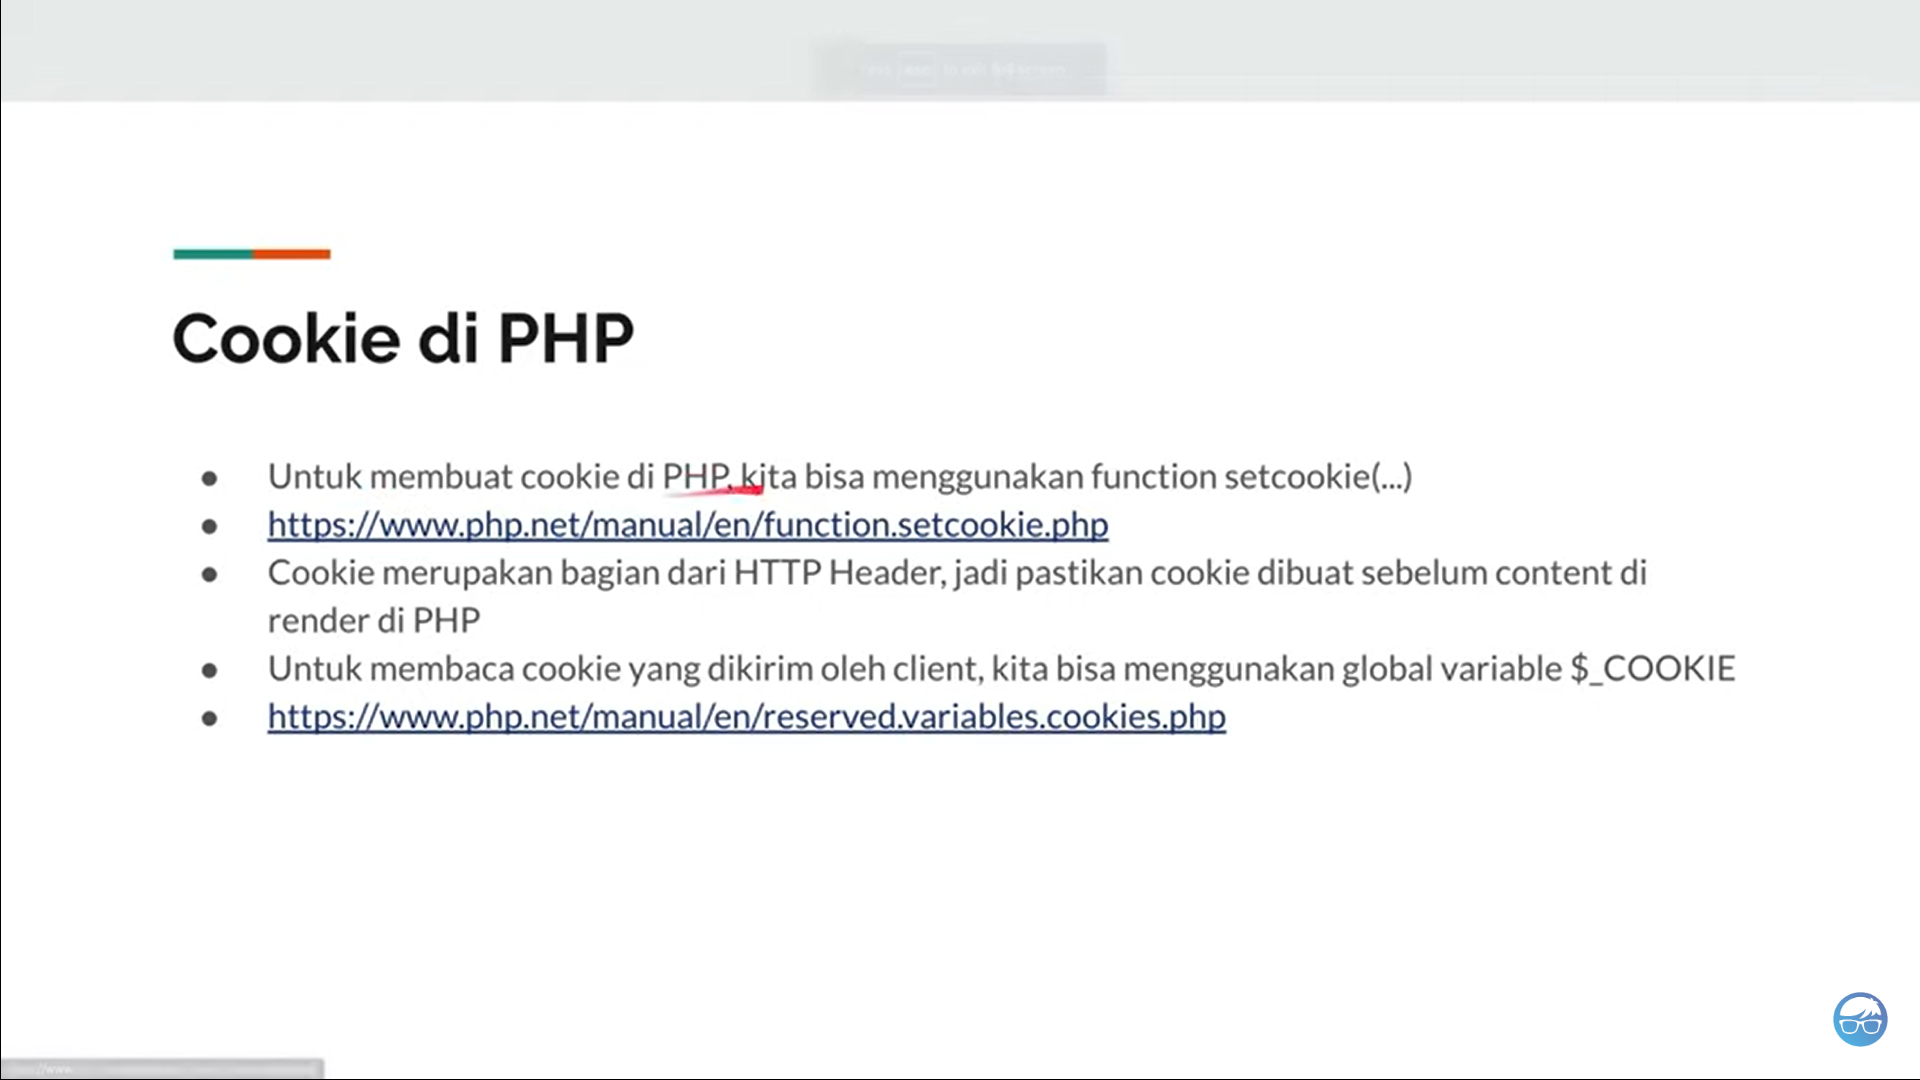 Cookie di PHP
● Untuk membuat cookie di PHP, kita bisa menggunakan function setcookie(...)
● https://www.php.net/manual/en/function.setcookie.php
● Cookie merupakan bagian dari HTTP Header, jadi pastikan cookie dibuat sebelum content di
render di PHP
● Untuk membaca cookie yang dikirim oleh client, kita bisa menggunakan global variable $_COOKIE
● https://www.php.net/manual/en/reserved.variables.cookies.php